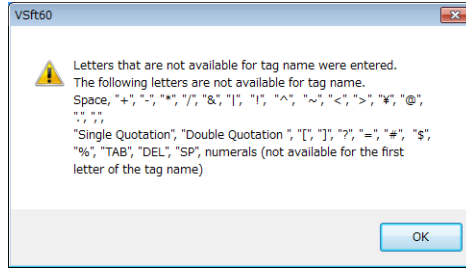 VSft60
Letters that are not available for tag name were entered.
The following letters are not available for tag name.
Space, "+", "-", "*", "/", "&", "|", "!", "^", "~", "<", ">", "¥", "@",
".", ",",
"Single Quotation", "Double Quotation ", "[", "]", "?", "=", "#", "$",
"%", "TAB", "DEL", "SP", numerals (not available for the first
letter of the tag name)
OK